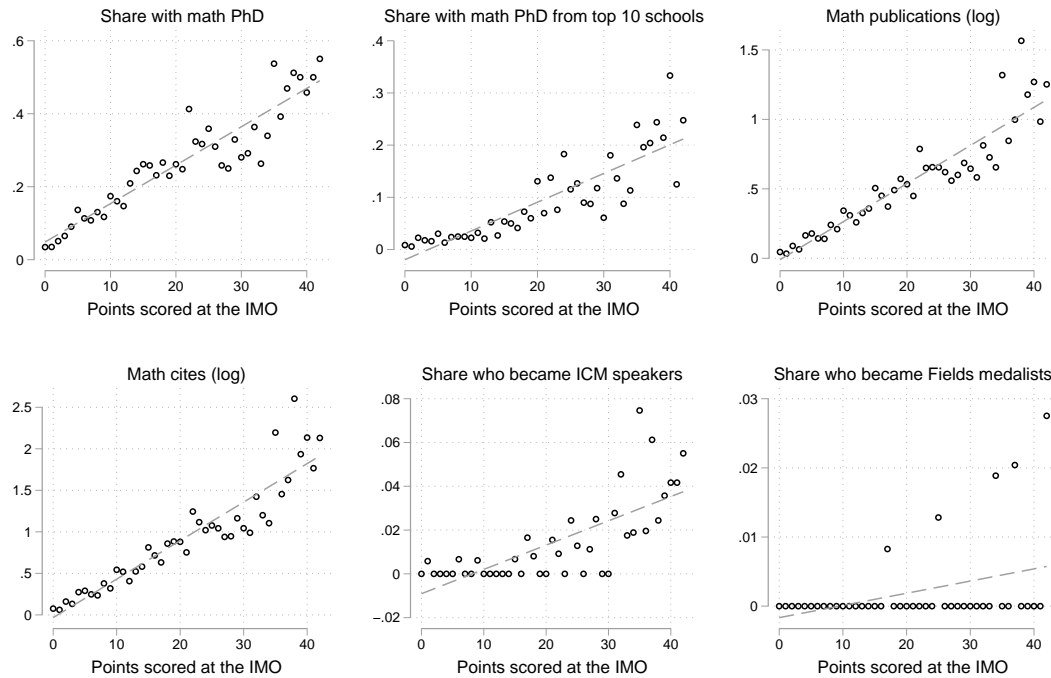 Share with math PhD
.6
.4
.2
0
0 10 20 30 40
Points scored at the IMO
Share with math PhD from top 10 schools
.4
.3
.2
.1
0
0 10 20 30 40
Points scored at the IMO
Math publications (log)
1.5
1
.5
0
0 10 20 30 40
Points scored at the IMO
Math cites (log)
2.5
2
1.5
1
.5
0
0 10 20 30 40
Points scored at the IMO
Share who became ICM speakers
.08
.06
.04
.02
0
−.02
0 10 20 30 40
Points scored at the IMO
Share who became Fields medalists
.03
.02
.01
0
0 10 20 30 40
Points scored at the IMO